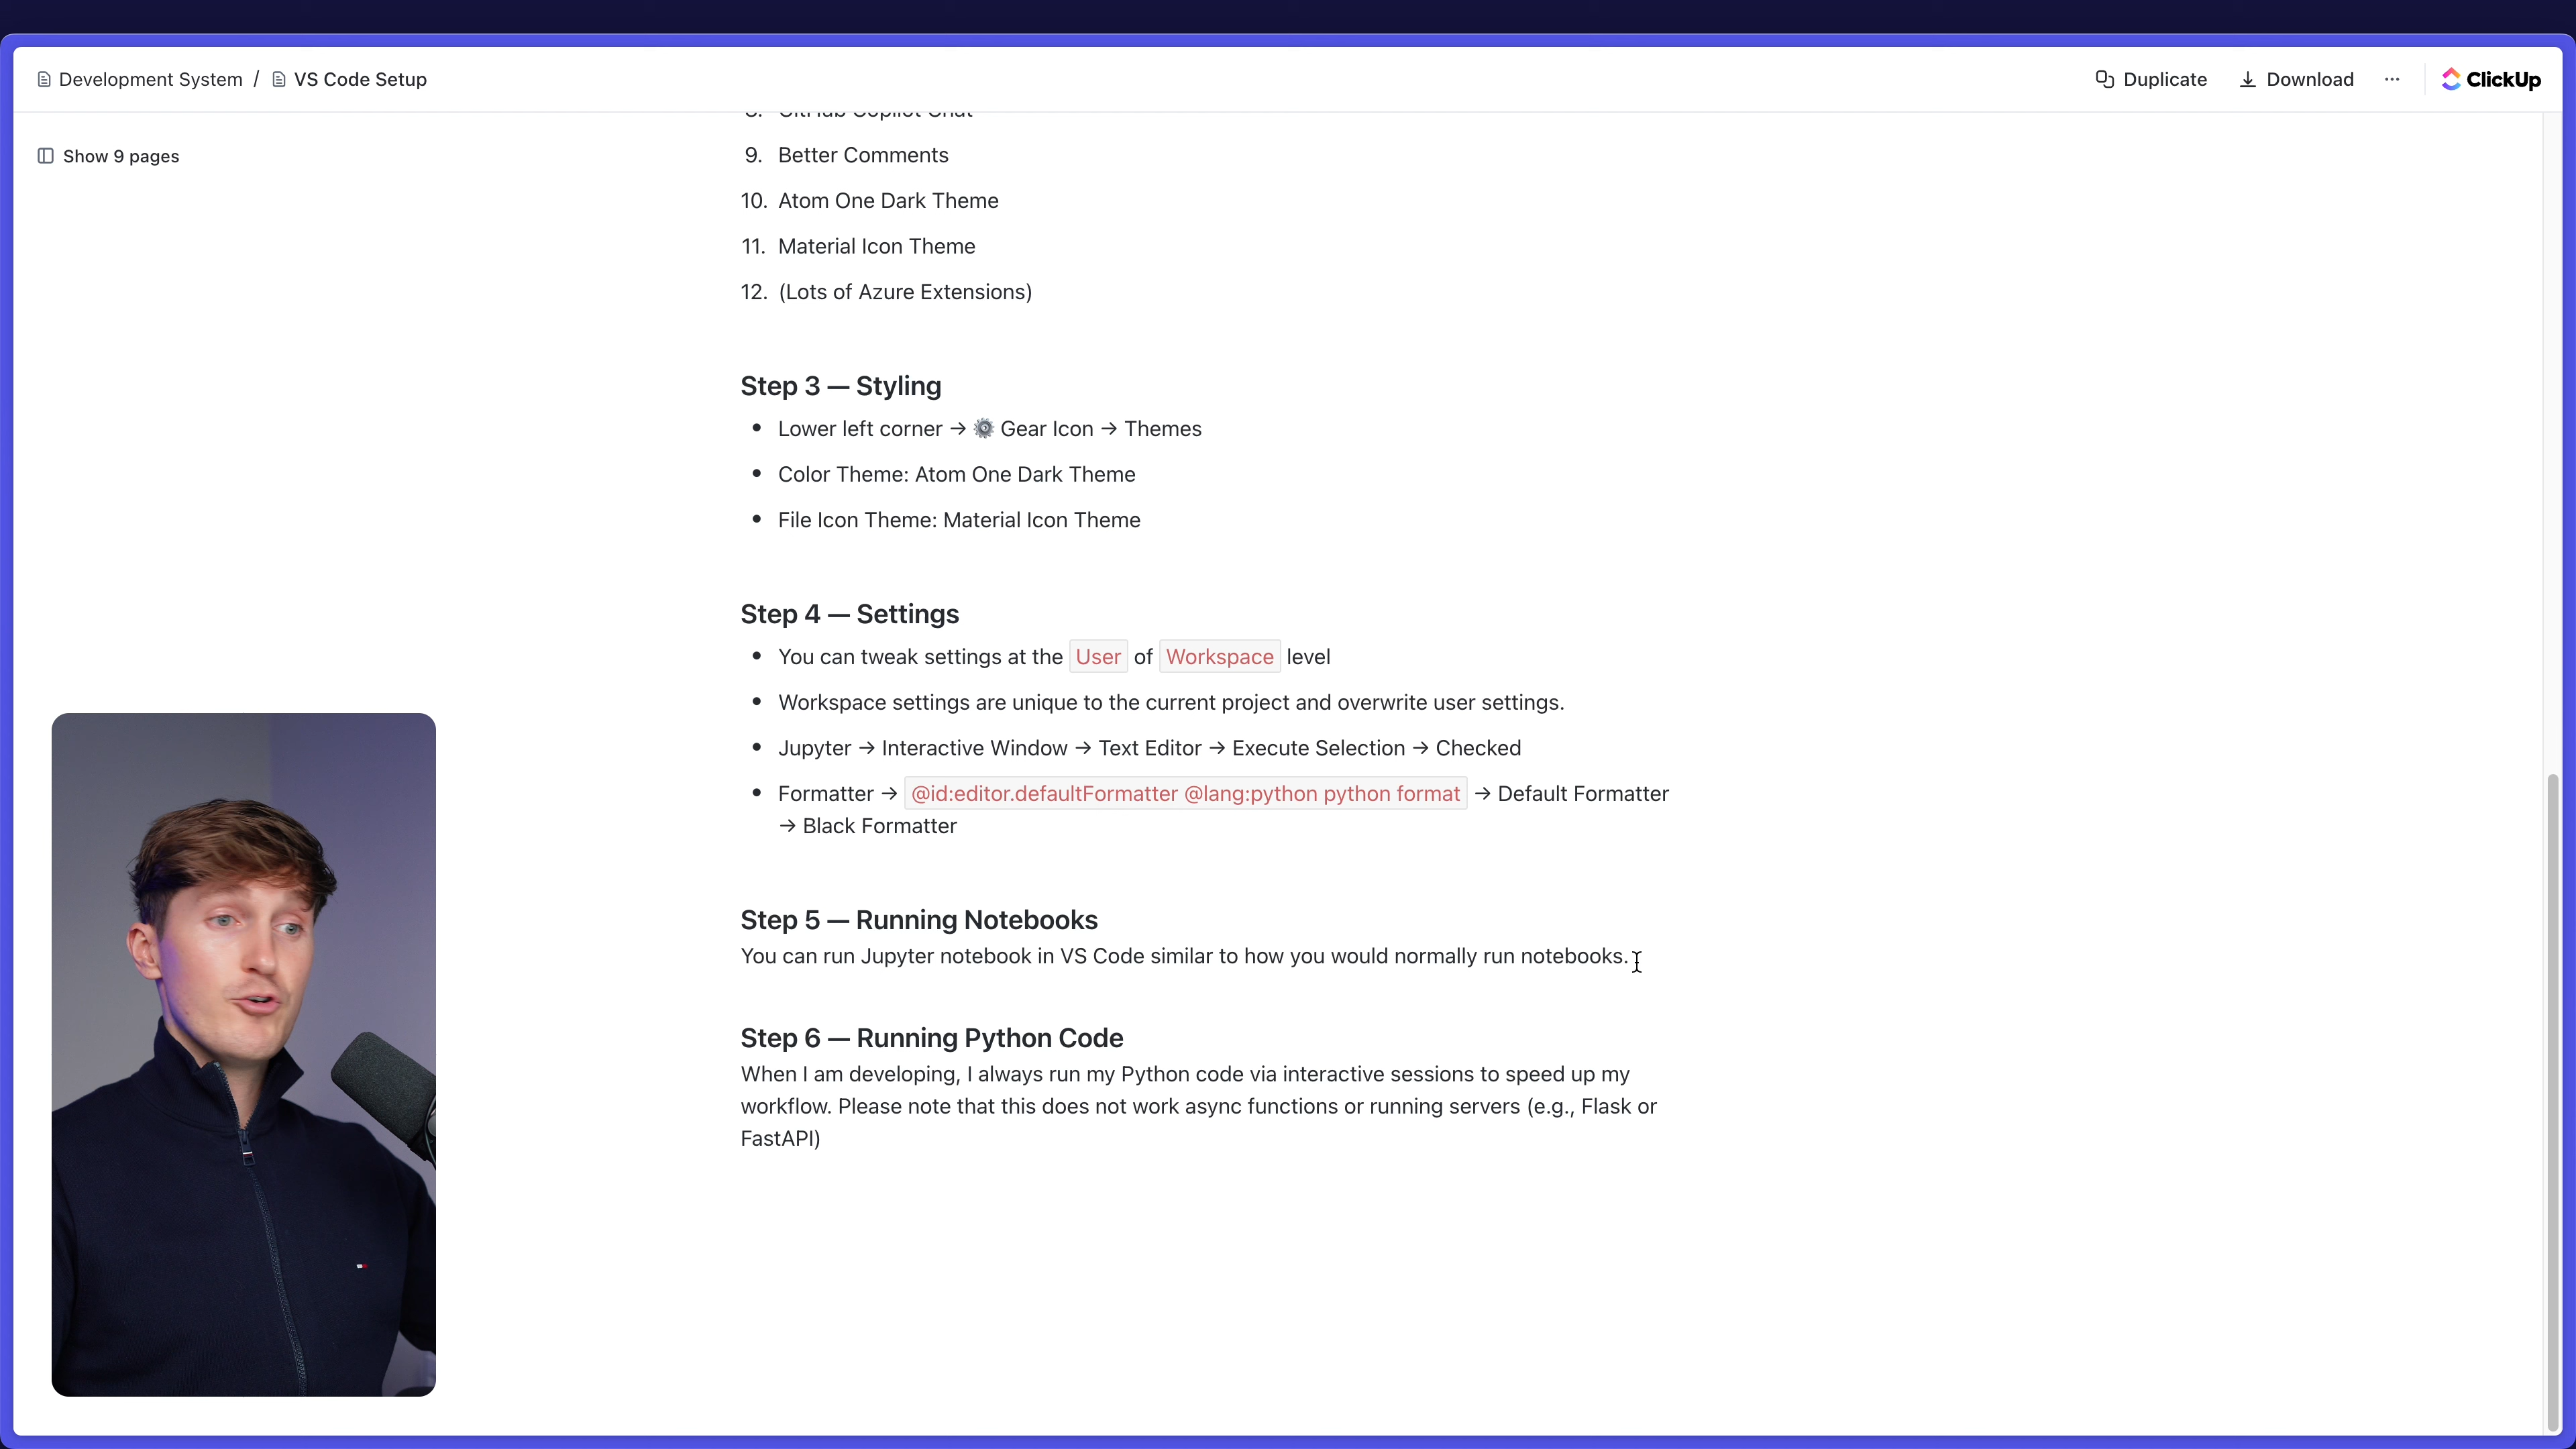 Development System / VS Code Setup
Duplicate
Download
ClickUp
Show 9 pages
8. GitHub Copilot Chat
9. Better Comments
10. Atom One Dark Theme
11. Material Icon Theme
12. (Lots of Azure Extensions)
Step 3 — Styling
• Lower left corner → ⚙️ Gear Icon → Themes
• Color Theme: Atom One Dark Theme
• File Icon Theme: Material Icon Theme
Step 4 — Settings
• You can tweak settings at the User of Workspace level
• Workspace settings are unique to the current project and overwrite user settings.
• Jupyter → Interactive Window → Text Editor → Execute Selection → Checked
• Formatter → @id:editor.defaultFormatter @lang:python python format → Default Formatter
→ Black Formatter
Step 5 — Running Notebooks
You can run Jupyter notebook in VS Code similar to how you would normally run notebooks.
Step 6 — Running Python Code
When I am developing, I always run my Python code via interactive sessions to speed up my
workflow. Please note that this does not work async functions or running servers (e.g., Flask or
FastAPI)